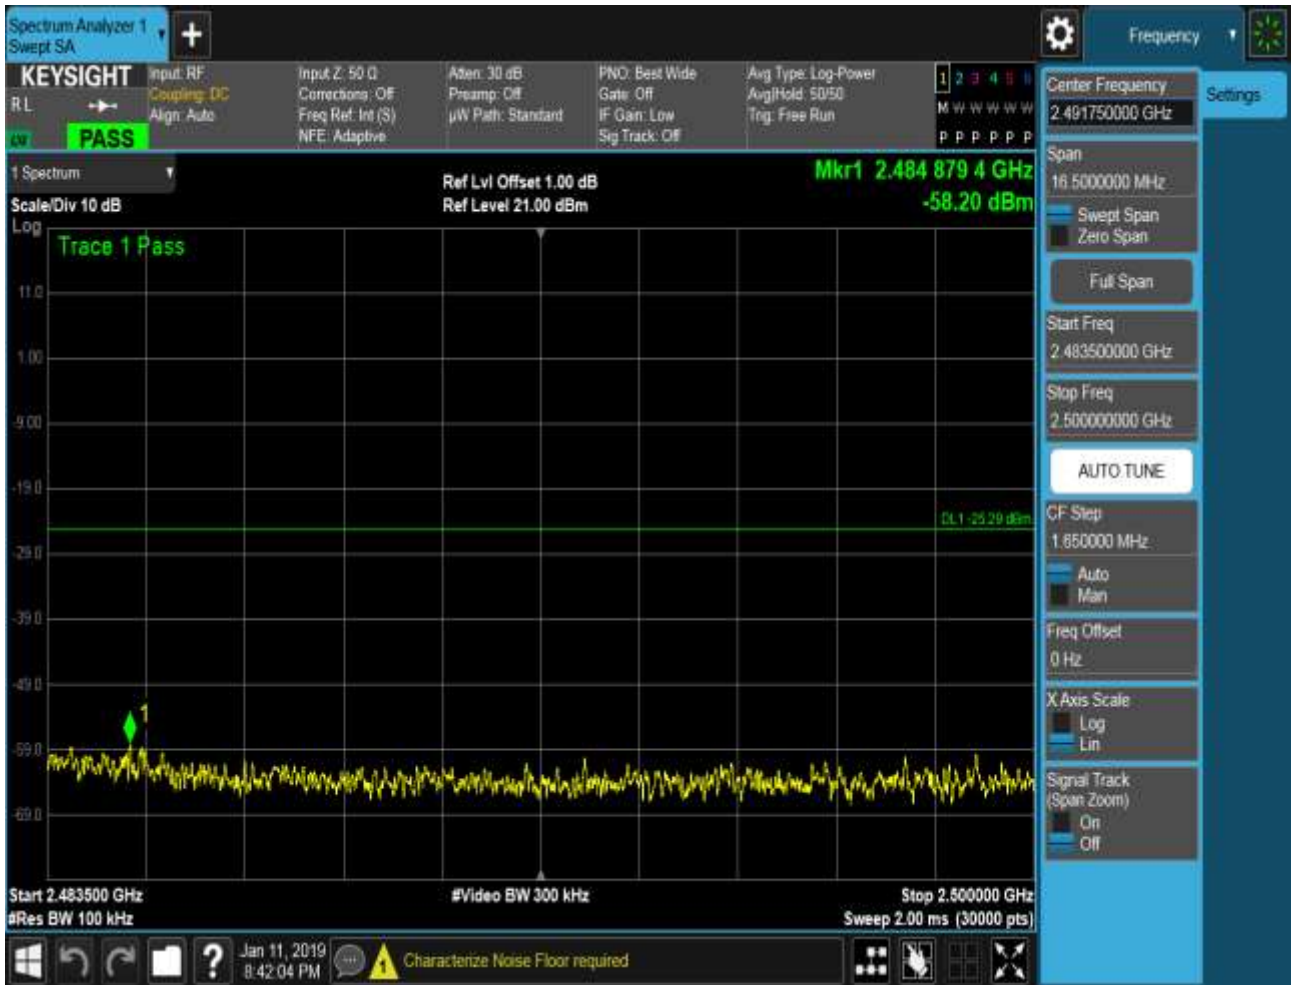 Spectrum Analyzer 1
Swept SA
+
Frequency
KEYSIGHT
RL
PASS
Input: RF
Coupling: DC
Align: Auto
Input Z: 50 Ω
Corrections: Off
Freq Ref: Int (S)
NFE: Adaptive
Atten: 30 dB
Preamp: Off
µW Path: Standard
PNO: Best Wide
Gate: Off
IF Gain: Low
Sig Track: Off
Avg Type: Log-Power
Avg|Hold: 50/50
Trig: Free Run
1 2 3 4 5 6
M W W W W W
P P P P P P
1 Spectrum
Scale/Div 10 dB
Log
Ref Lvl Offset 1.00 dB
Ref Level 21.00 dBm
Mkr1 2.484 879 4 GHz
-58.20 dBm
Trace 1 Pass
11.0
1.00
-9.00
-19.0
DL1 -25.29 dBm
-29.0
-39.0
-49.0
1
-59.0
-69.0
Start 2.483500 GHz
#Res BW 100 kHz
#Video BW 300 kHz
Stop 2.500000 GHz
Sweep 2.00 ms (30000 pts)
Center Frequency
2.491750000 GHz
Settings
Span
16.5000000 MHz
Swept Span
Zero Span
Full Span
Start Freq
2.483500000 GHz
Stop Freq
2.500000000 GHz
AUTO TUNE
CF Step
1.650000 MHz
Auto
Man
Freq Offset
0 Hz
X Axis Scale
Log
Lin
Signal Track
(Span Zoom)
On
Off
?
Jan 11, 2019
8:42:04 PM
1
Characterize Noise Floor required